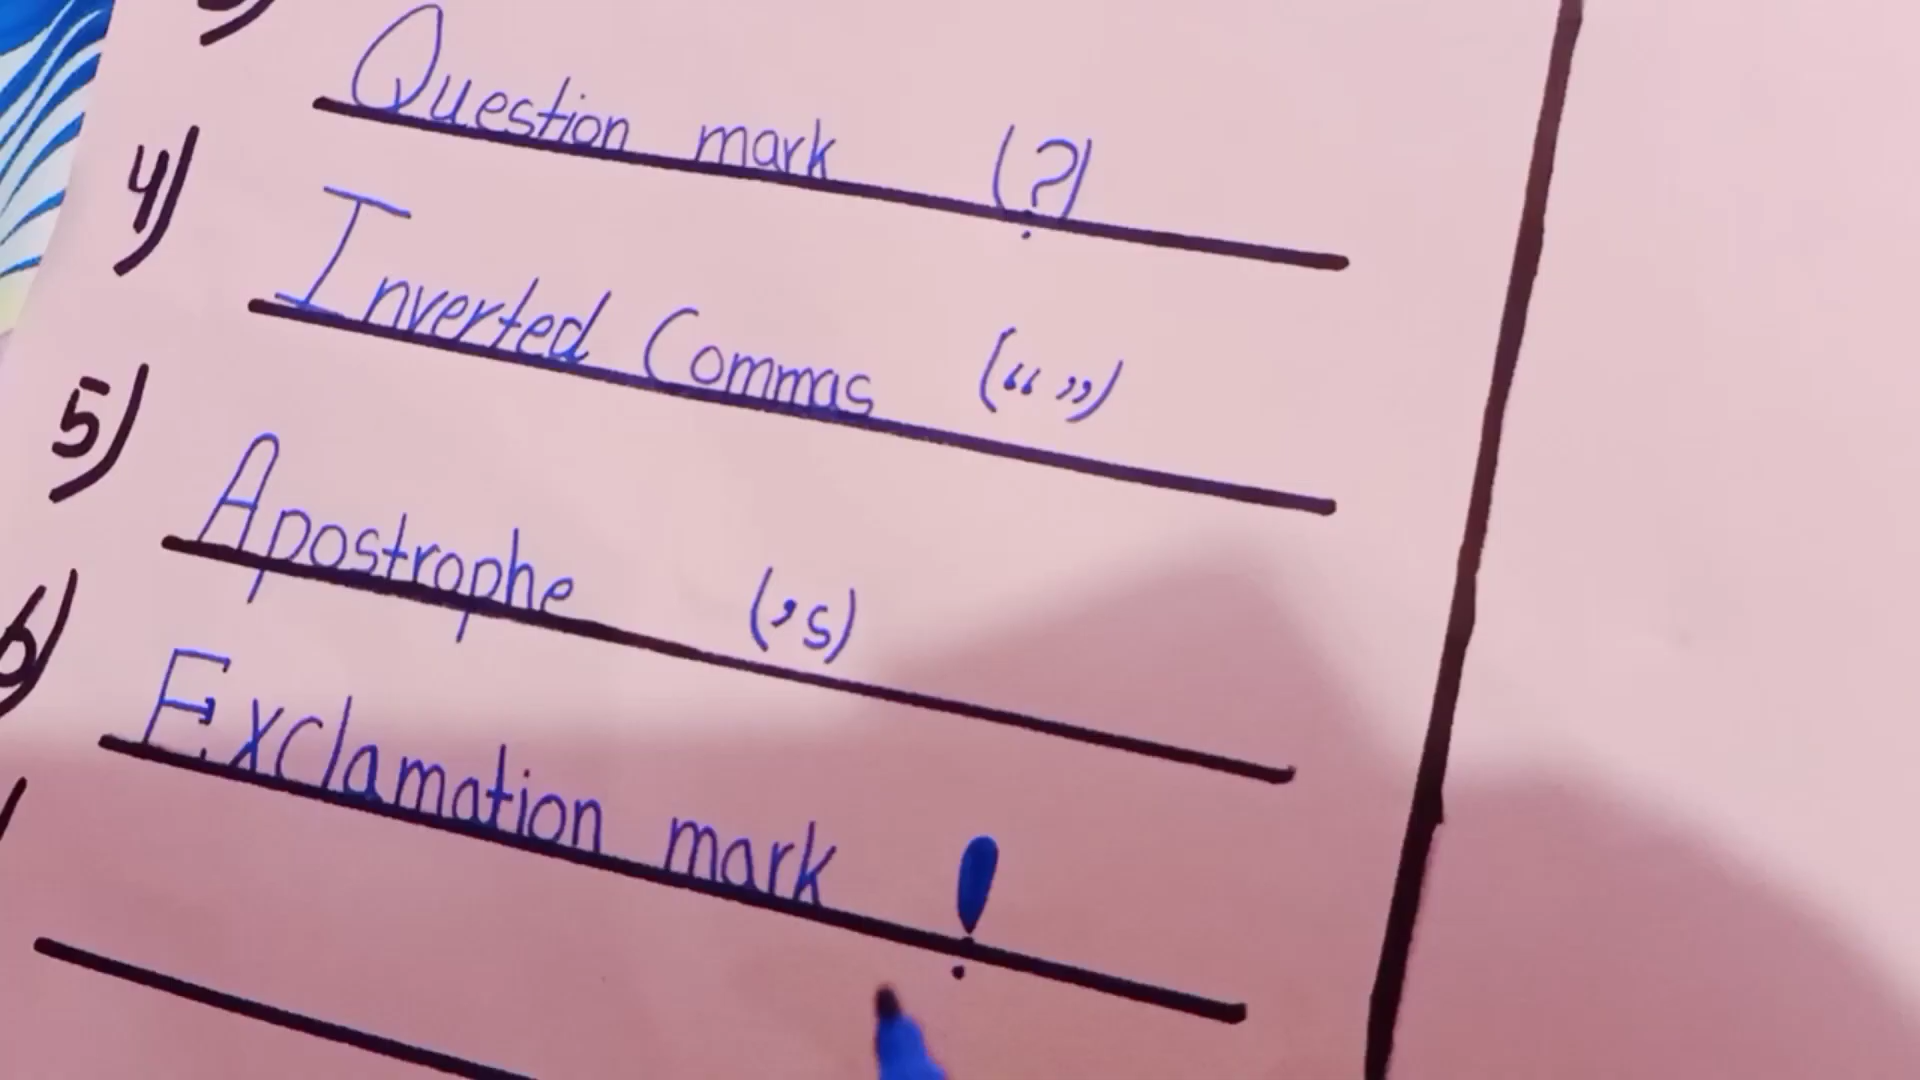 Question mark (?)
4) Inverted Commas (“ ”)
5) Apostrophe (’s)
6) Exclamation mark !